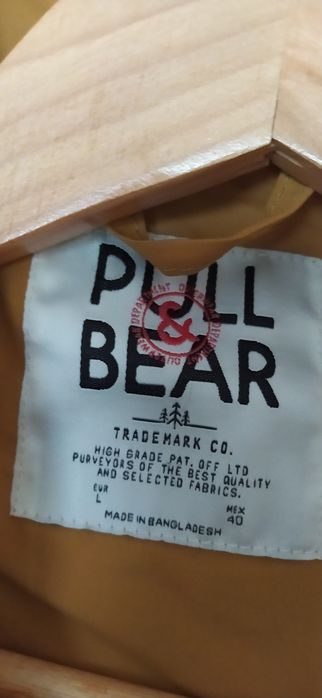 PULL
&
BEAR
TRADEMARK CO.
HIGH GRADE PAT. OFF LTD
PURVEYORS OF THE BEST QUALITY
AND SELECTED FABRICS.
EUR MEX
L 40
MADE IN BANGLADESH